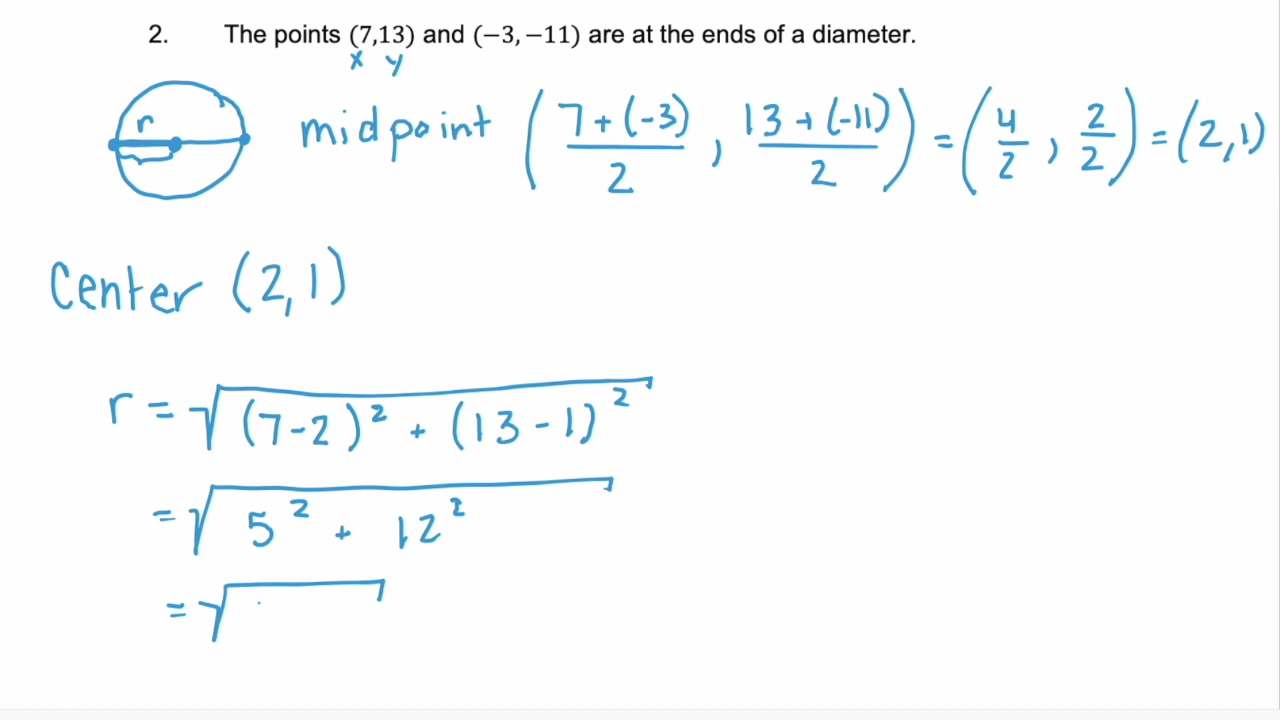 2. The points (7,13) and (−3,−11) are at the ends of a diameter.
x y
r
midpoint ( 7+(-3) / 2 , 13+(-11) / 2 ) = ( 4/2 , 2/2 ) = (2,1)
Center (2,1)
r = √((7-2)² + (13-1)²)
= √(5² + 12²)
= √